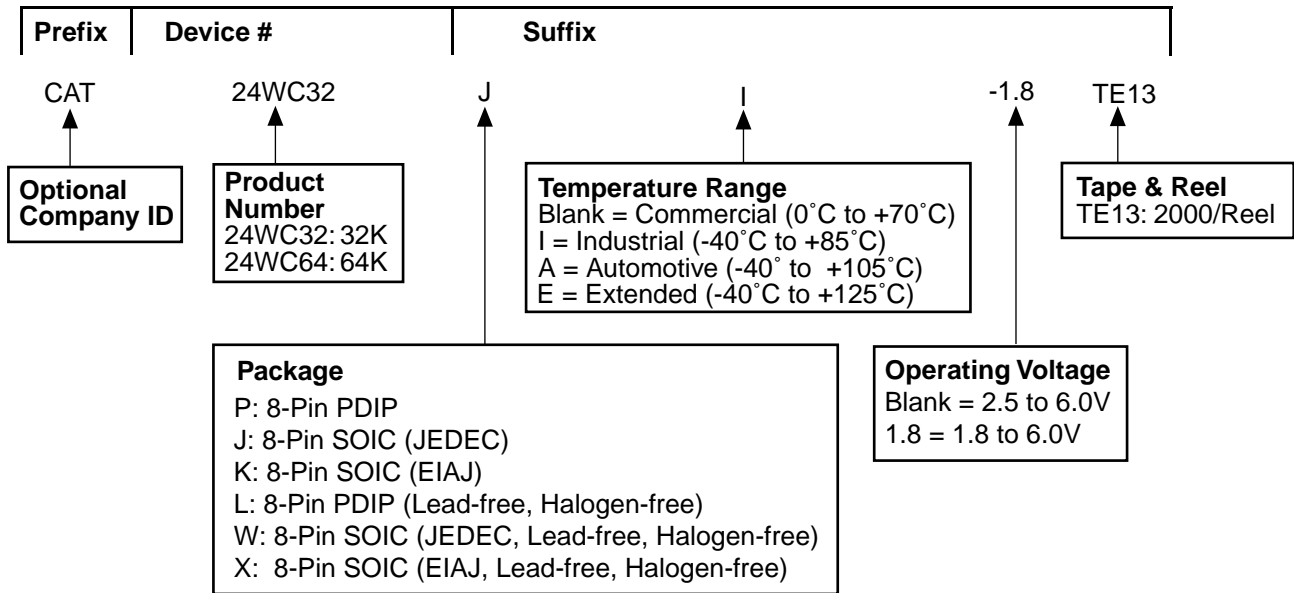 Prefix Device # Suffix
CAT 24WC32 J I -1.8 TE13
Optional
Company ID
Product
Number
24WC32: 32K
24WC64: 64K
Temperature Range
Blank = Commercial (0˚C to +70˚C)
I = Industrial (-40˚C to +85˚C)
A = Automotive (-40˚ to +105˚C)
E = Extended (-40˚C to +125˚C)
Tape & Reel
TE13: 2000/Reel
Package
P: 8-Pin PDIP
J: 8-Pin SOIC (JEDEC)
K: 8-Pin SOIC (EIAJ)
L: 8-Pin PDIP (Lead-free, Halogen-free)
W: 8-Pin SOIC (JEDEC, Lead-free, Halogen-free)
X: 8-Pin SOIC (EIAJ, Lead-free, Halogen-free)
Operating Voltage
Blank = 2.5 to 6.0V
1.8 = 1.8 to 6.0V